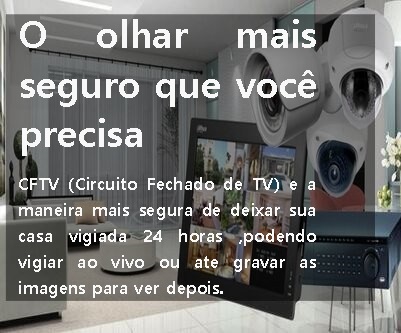 O olhar mais
seguro que você
precisa
CFTV (Circuito Fechado de TV) e a
maneira mais segura de deixar sua
casa vigiada 24 horas ,podendo
vigiar ao vivo ou ate gravar as
imagens para ver depois.